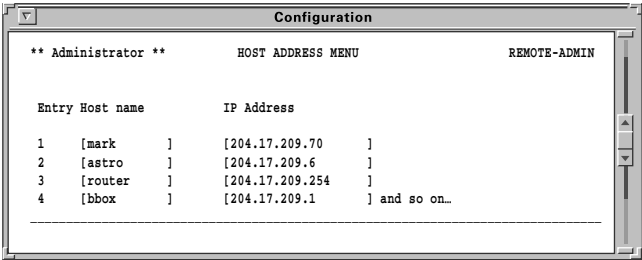 Configuration
** Administrator ** HOST ADDRESS MENU REMOTE-ADMIN
Entry Host name IP Address
1 [mark ] [204.17.209.70 ]
2 [astro ] [204.17.209.6 ]
3 [router ] [204.17.209.254 ]
4 [bbox ] [204.17.209.1 ] and so on…